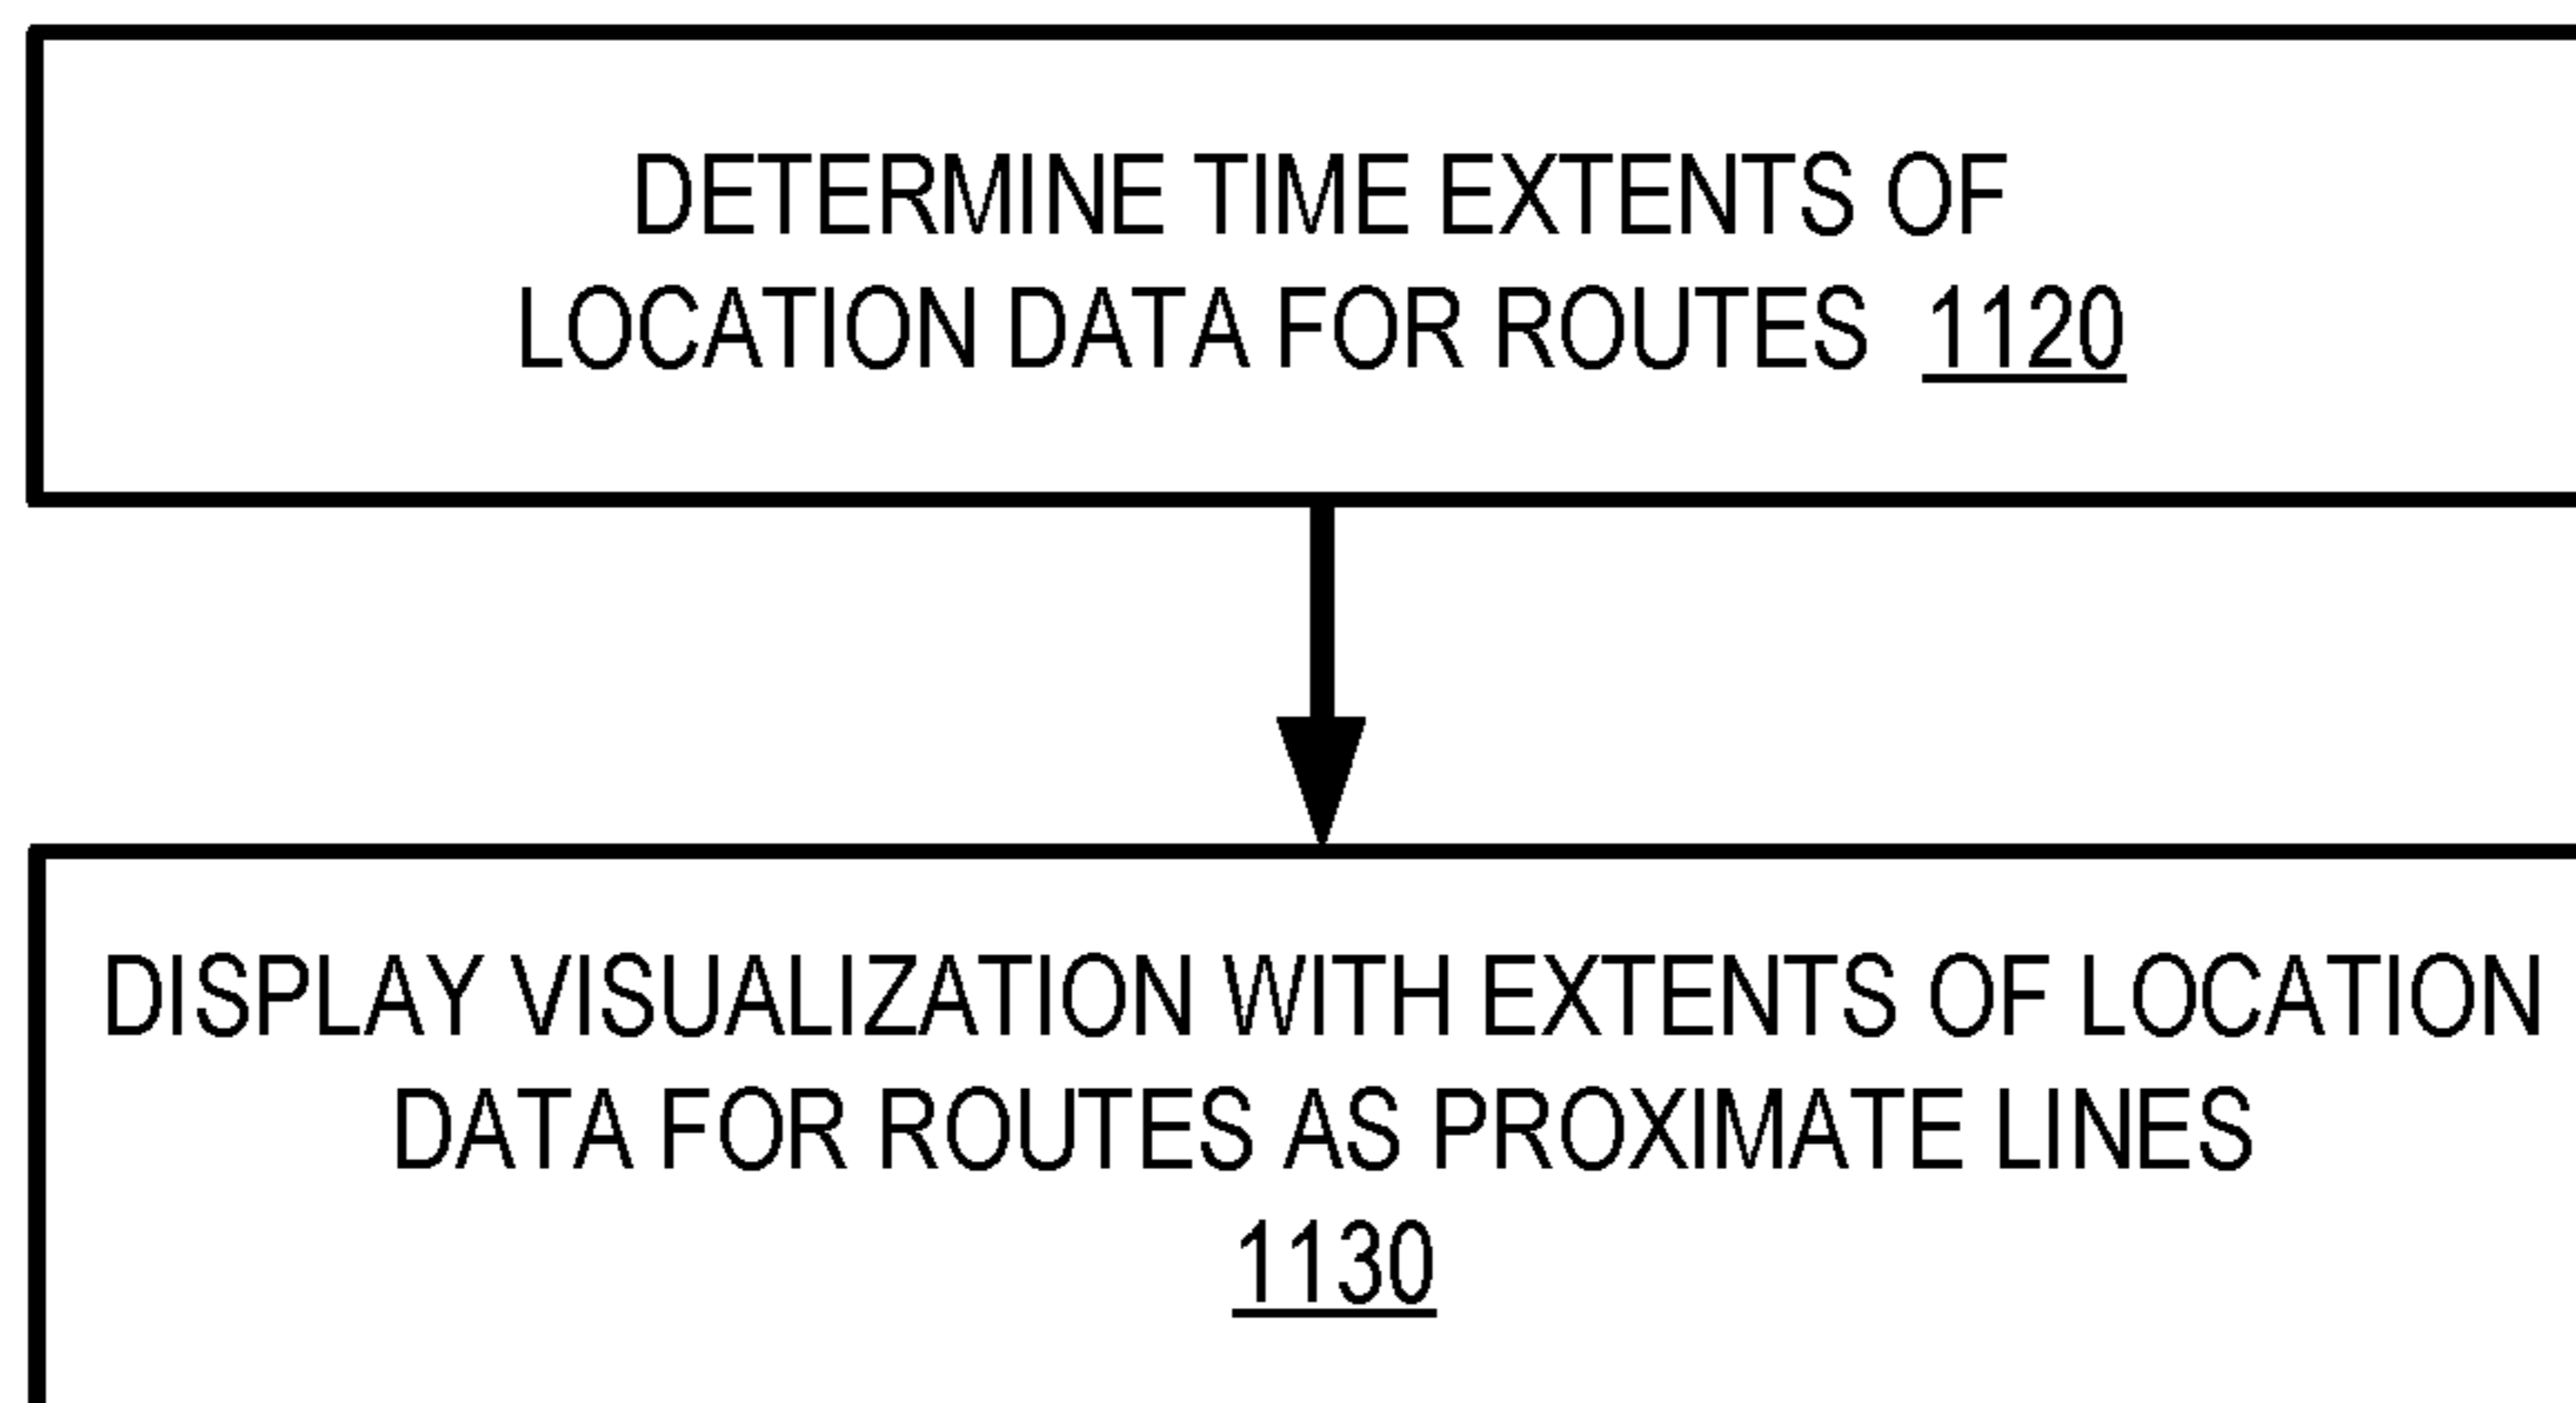 DETERMINE TIME EXTENTS OF
LOCATION DATA FOR ROUTES 1120
DISPLAY VISUALIZATION WITH EXTENTS OF LOCATION
DATA FOR ROUTES AS PROXIMATE LINES
1130